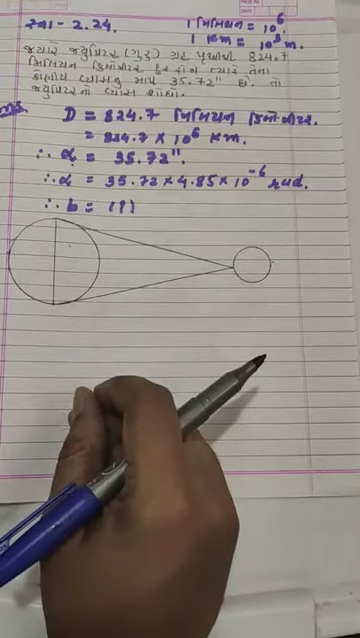 સ્વા-2.24.
1 મિલિયન = 10⁶.
1 Km = 10³ m.
જ્યારે જ્યુપિટર (ગુરુ) ગ્રહ પૃથ્વીથી 824.7
મિલિયન કિલોમીટર દૂર હોય ત્યારે તેના
કોણીય વ્યાસનું માપ 35.72" છે. તો
જ્યુપિટરનો વ્યાસ શોધો.
D = 824.7 મિલિયન કિલોમીટર.
= 824.7 × 10⁶ Km.
∴ α = 35.72".
∴ α = 35.72 × 4.85 × 10⁻⁶ rad.
∴ b = (?)